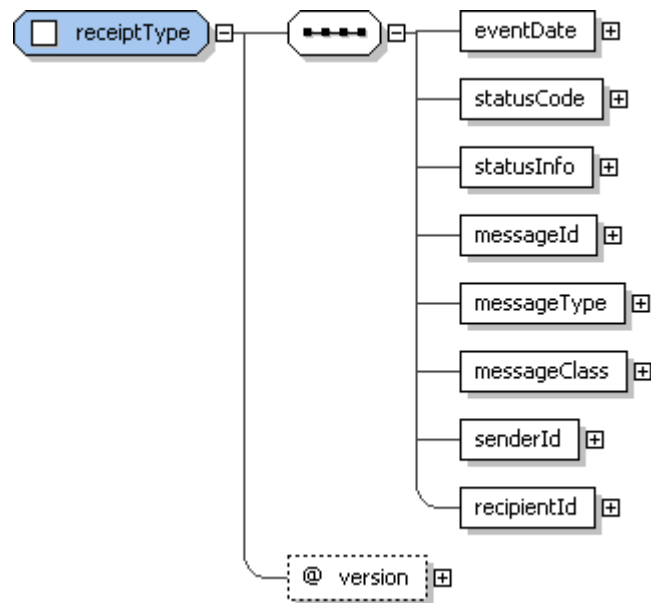 receiptType
eventDate
statusCode
statusInfo
messageId
messageType
messageClass
senderId
recipientId
@ version